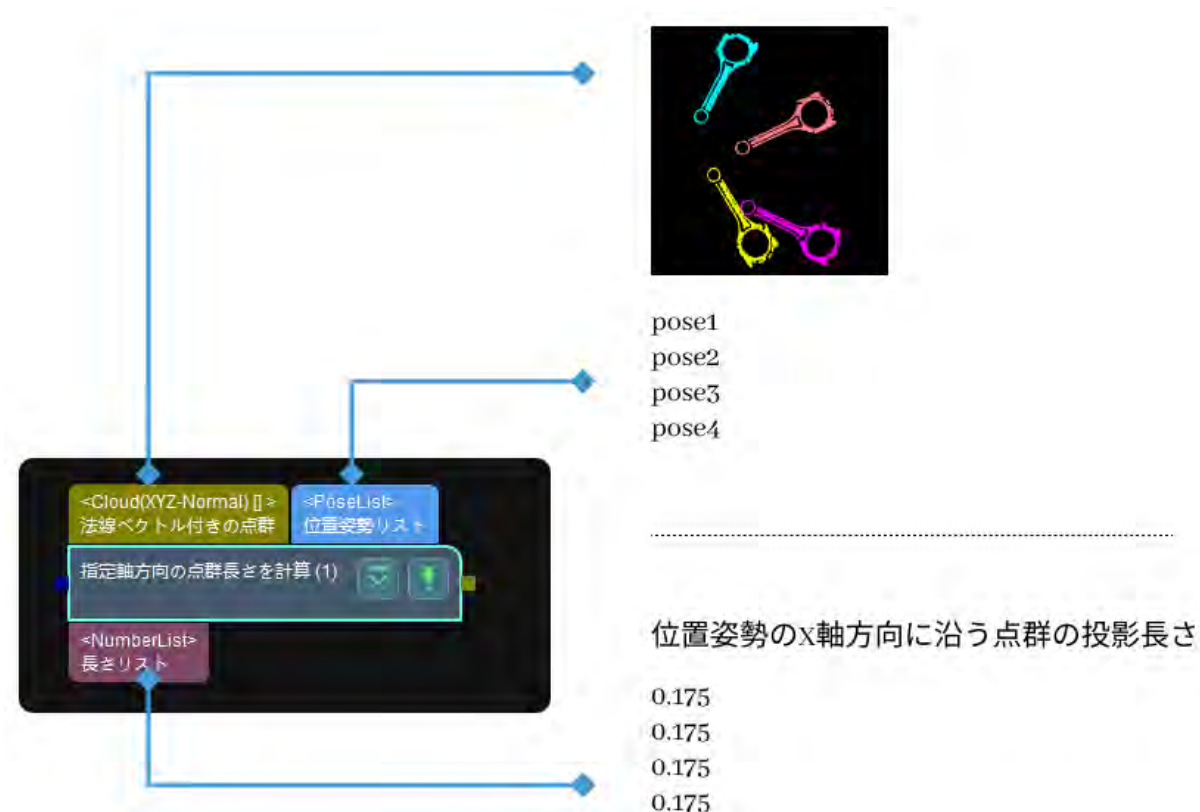 pose1
pose2
pose3
pose4
<Cloud(XYZ-Normal) [] >
法線ベクトル付きの点群
<PoseList>
位置姿勢リスト
指定軸方向の点群長さを計算 (1)
<NumberList>
長さリスト
位置姿勢のX軸方向に沿う点群の投影長さ
0.175
0.175
0.175
0.175